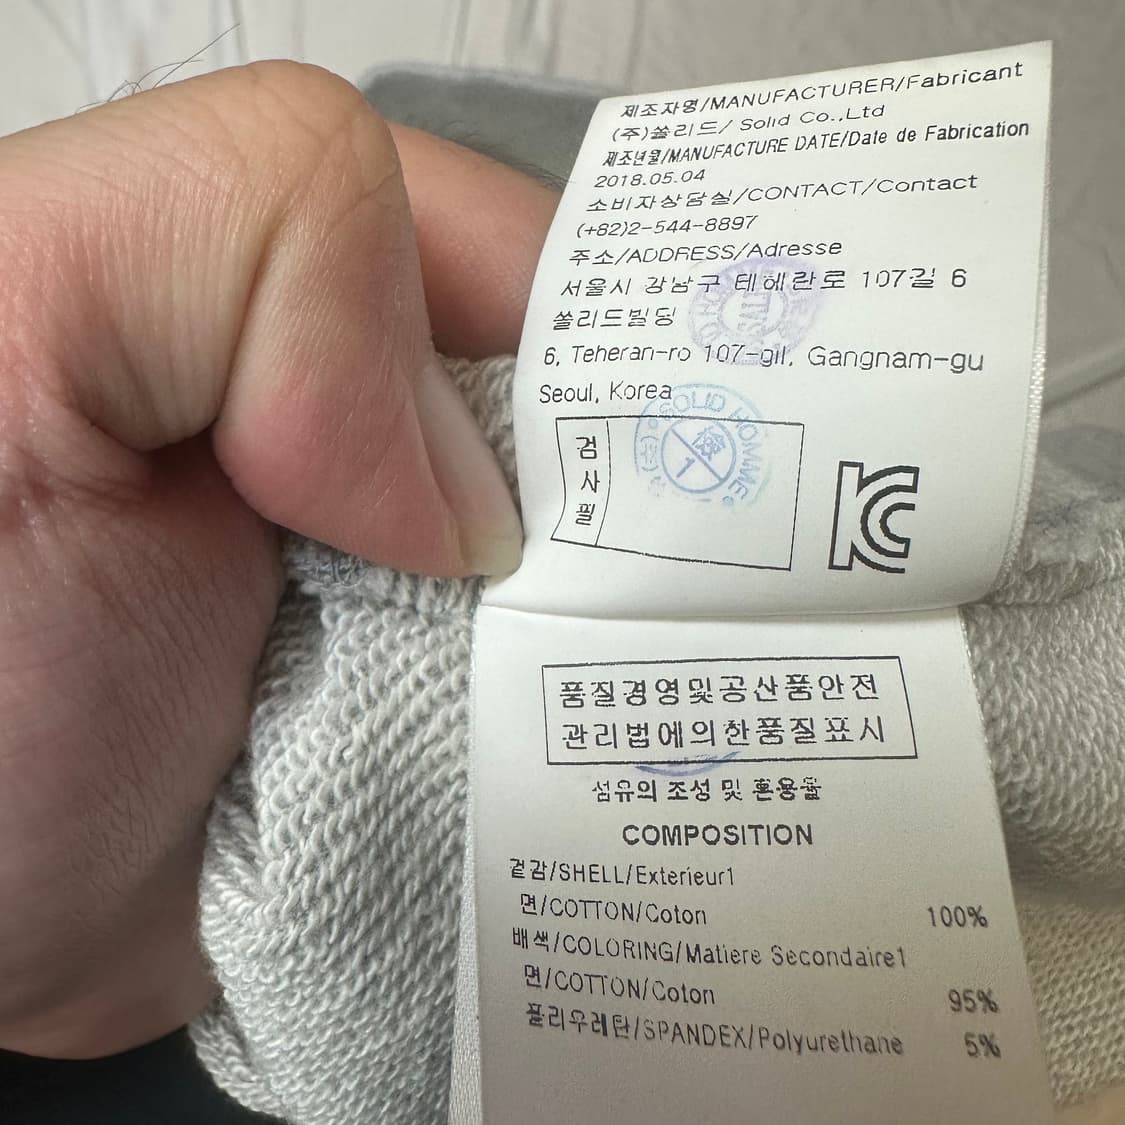 제조자명/MANUFACTURER/Fabricant
(주)쏠리드/ Solid Co.,Ltd
제조년월/MANUFACTURE DATE/Date de Fabrication
2018.05.04
소비자상담실/CONTACT/Contact
(+82)2-544-8897
주소/ADDRESS/Adresse
서울시 강남구 테헤란로 107길 6
쏠리드빌딩
6, Teheran-ro 107-gil, Gangnam-gu
Seoul, Korea
SOLID HOMME
(주)
1
검사필
KC
품질경영및공산품안전
관리법에의한품질표시
섬유의 조성 및 혼용율
COMPOSITION
겉감/SHELL/Exterieur1
면/COTTON/Coton 100%
배색/COLORING/Matiere Secondaire1
면/COTTON/Coton 95%
폴리우레탄/SPANDEX/Polyurethane 5%